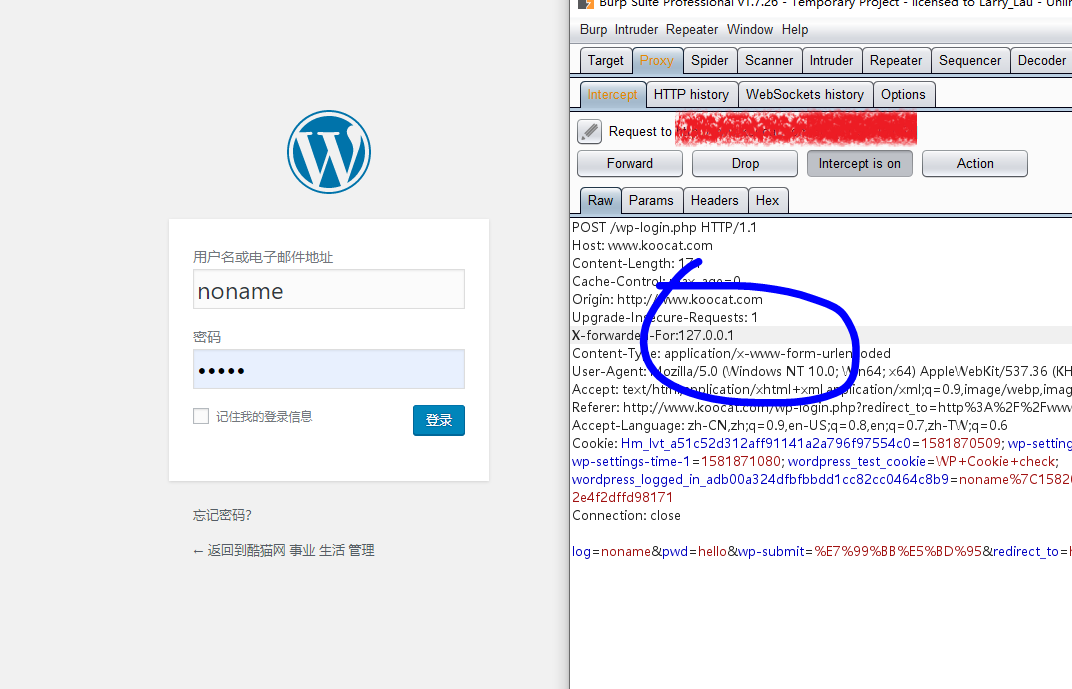 用户名或电子邮件地址
noname
密码
•••••
记住我的登录信息
登录
忘记密码?
← 返回到酷猫网 事业 生活 管理
Burp Suite Professional v1.7.26 - Temporary Project - licensed to Larry_Lau - Unlim
Burp Intruder Repeater Window Help
Target Proxy Spider Scanner Intruder Repeater Sequencer Decoder
Intercept HTTP history WebSockets history Options
Request to
Forward Drop Intercept is on Action
Raw Params Headers Hex
POST /wp-login.php HTTP/1.1
Host: www.koocat.com
Content-Length:
Cache-Control: max-age=0
Origin: http://www.koocat.com
Upgrade-Insecure-Requests: 1
X-forwarded-For:127.0.0.1
Content-Type: application/x-www-form-urlencoded
User-Agent: Mozilla/5.0 (Windows NT 10.0; Win64; x64) AppleWebKit/537.36 (KH
Accept: text/html,application/xhtml+xml,application/xml;q=0.9,image/webp,imag
Referer: http://www.koocat.com/wp-login.php?redirect_to=http%3A%2F%2Fwww
Accept-Language: zh-CN,zh;q=0.9,en-US;q=0.8,en;q=0.7,zh-TW;q=0.6
Cookie: Hm_lvt_a51c52d312aff91141a2a796f97554c0=1581870509; wp-setting
wp-settings-time-1=1581871080; wordpress_test_cookie=WP+Cookie+check;
wordpress_logged_in_adb00a324dfbfbbdd1cc82cc0464c8b9=noname%7C15820
2e4f2dffd98171
Connection: close
log=noname&pwd=hello&wp-submit=%E7%99%BB%E5%BD%95&redirect_to=h